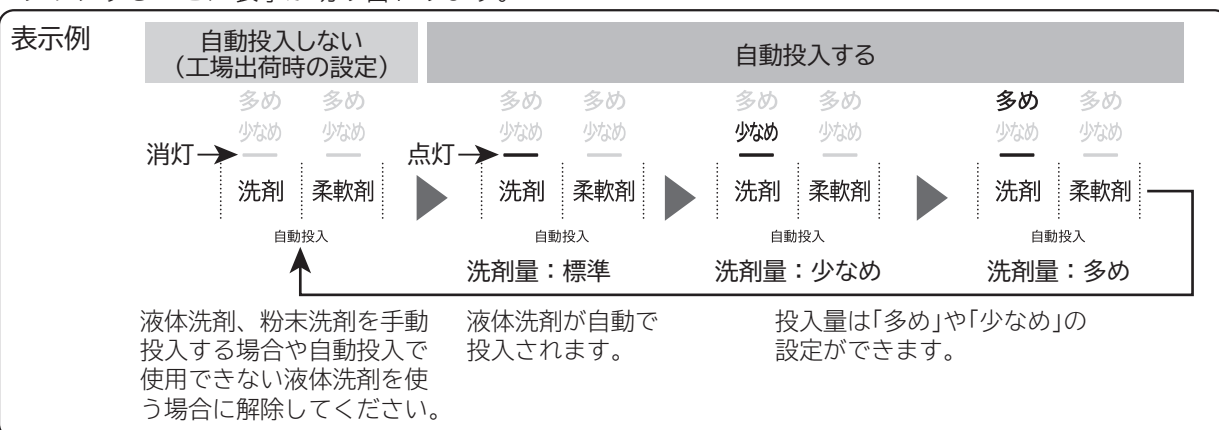 表示例
自動投入しない
（工場出荷時の設定）
自動投入する
多め 多め
少なめ 少なめ
消灯
洗剤 柔軟剤
自動投入
多め 多め
少なめ 少なめ
点灯
洗剤 柔軟剤
自動投入
洗剤量：標準
多め 多め
少なめ 少なめ
洗剤 柔軟剤
自動投入
洗剤量：少なめ
多め 多め
少なめ 少なめ
洗剤 柔軟剤
自動投入
洗剤量：多め
液体洗剤、粉末洗剤を手動
投入する場合や自動投入で
使用できない液体洗剤を使
う場合に解除してください。
液体洗剤が自動で
投入されます。
投入量は「多め」や「少なめ」の
設定ができます。